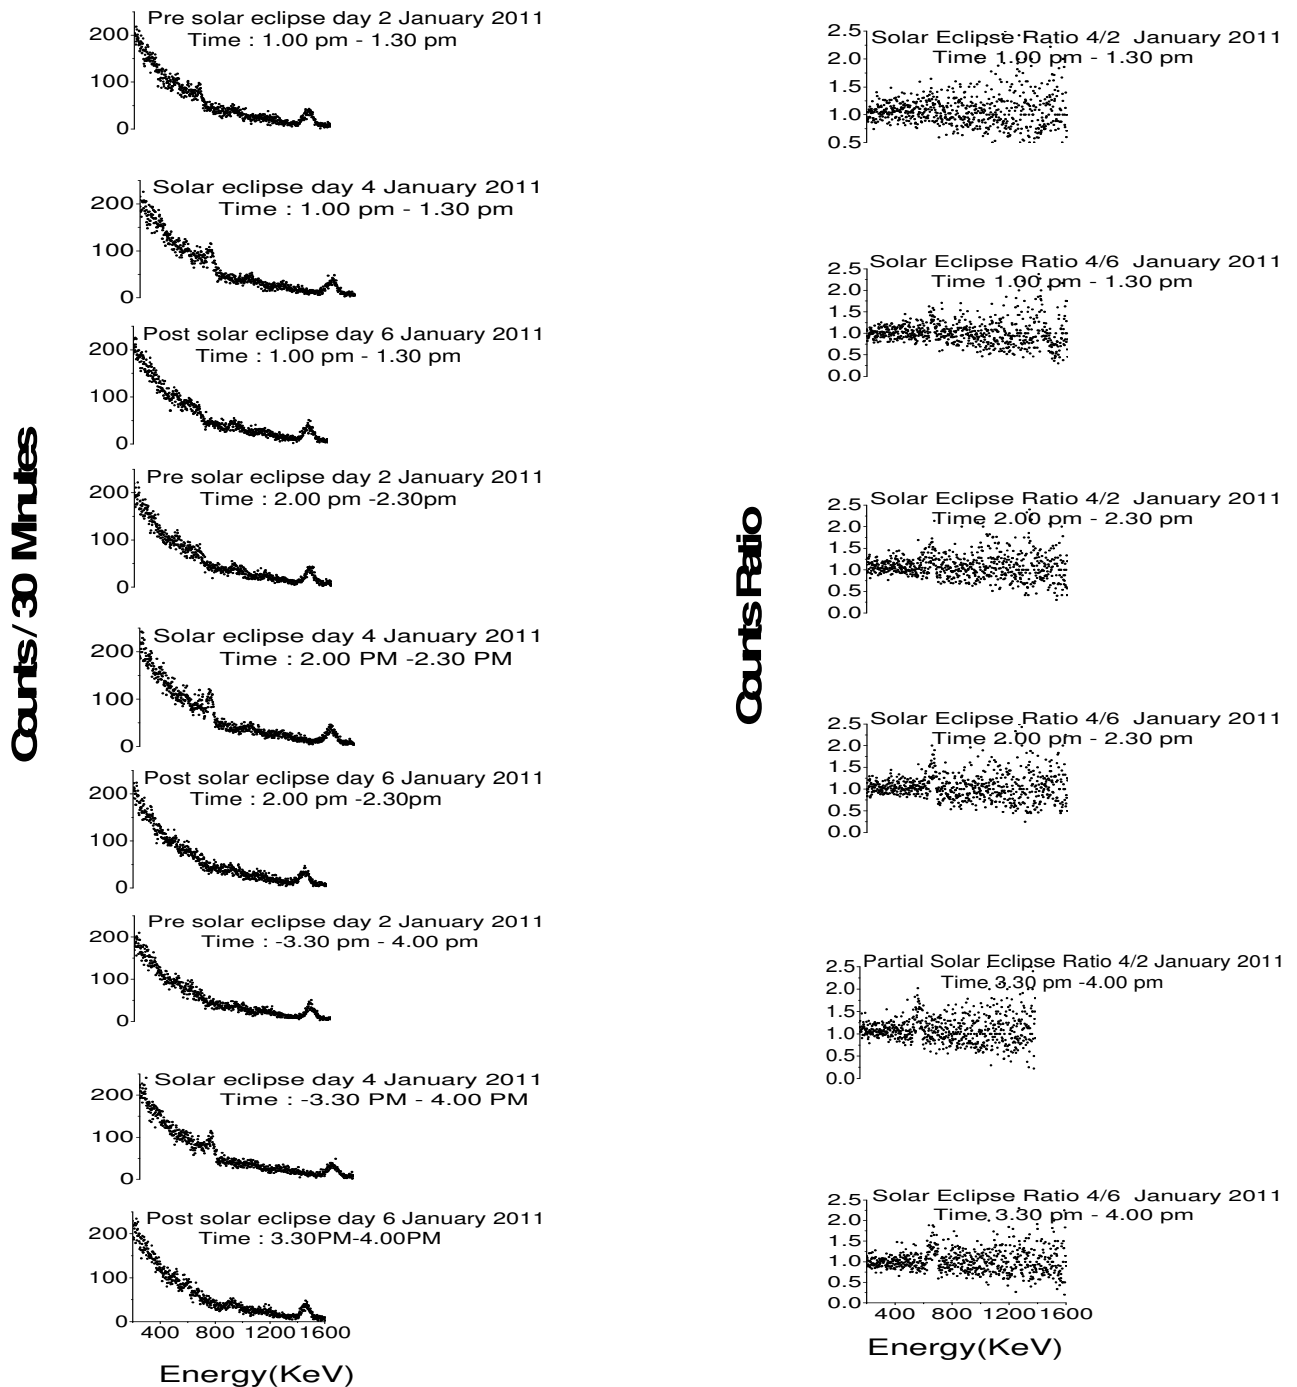 Counts / 30 Minutes
Pre solar eclipse day 2 January 2011
Time : 1.00 pm - 1.30 pm
200
100
0
Solar eclipse day 4 January 2011
Time : 1.00 pm - 1.30 pm
200
100
0
Post solar eclipse day 6 January 2011
Time : 1.00 pm - 1.30 pm
200
100
0
Pre solar eclipse day 2 January 2011
Time : 2.00 pm -2.30pm
200
100
0
Solar eclipse day 4 January 2011
Time : 2.00 PM -2.30 PM
200
100
0
Post solar eclipse day 6 January 2011
Time : 2.00 pm -2.30pm
200
100
0
Pre solar eclipse day 2 January 2011
Time : -3.30 pm - 4.00 pm
200
100
0
Solar eclipse day 4 January 2011
Time : -3.30 PM - 4.00 PM
200
100
0
Post solar eclipse day 6 January 2011
Time : 3.30PM-4.00PM
200
100
0
400 800 1200 1600
Energy(KeV)
Counts Ratio
Solar Eclipse Ratio 4/2 January 2011
Time 1.00 pm - 1.30 pm
2.5
2.0
1.5
1.0
0.5
Solar Eclipse Ratio 4/6 January 2011
Time 1.00 pm - 1.30 pm
2.5
2.0
1.5
1.0
0.5
0.0
Solar Eclipse Ratio 4/2 January 2011
Time 2.00 pm - 2.30 pm
2.5
2.0
1.5
1.0
0.5
0.0
Solar Eclipse Ratio 4/6 January 2011
Time 2.00 pm - 2.30 pm
2.5
2.0
1.5
1.0
0.5
0.0
Partial Solar Eclipse Ratio 4/2 January 2011
Time 3.30 pm -4.00 pm
2.5
2.0
1.5
1.0
0.5
0.0
Solar Eclipse Ratio 4/6 January 2011
Time 3.30 pm - 4.00 pm
2.5
2.0
1.5
1.0
0.5
0.0
400 800 1200 1600
Energy(KeV)